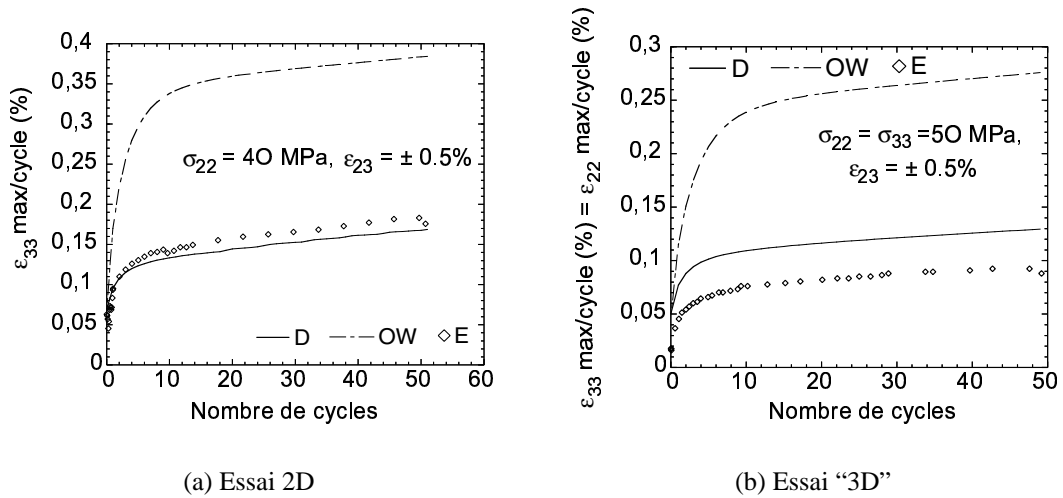 0,4
0,35
0,3
0,25
0,2
0,15
0,1
0,05
0
ε33 max/cycle (%)
σ22 = 4O MPa, ε23 = ± 0.5%
D OW E
0 10 20 30 40 50 60
Nombre de cycles
(a) Essai 2D
0,3
0,25
0,2
0,15
0,1
0,05
0
ε33 max/cycle (%) = ε22 max/cycle (%)
D OW E
σ22 = σ33 =5O MPa,
ε23 = ± 0.5%
0 10 20 30 40 50
Nombre de cycles
(b) Essai “3D”